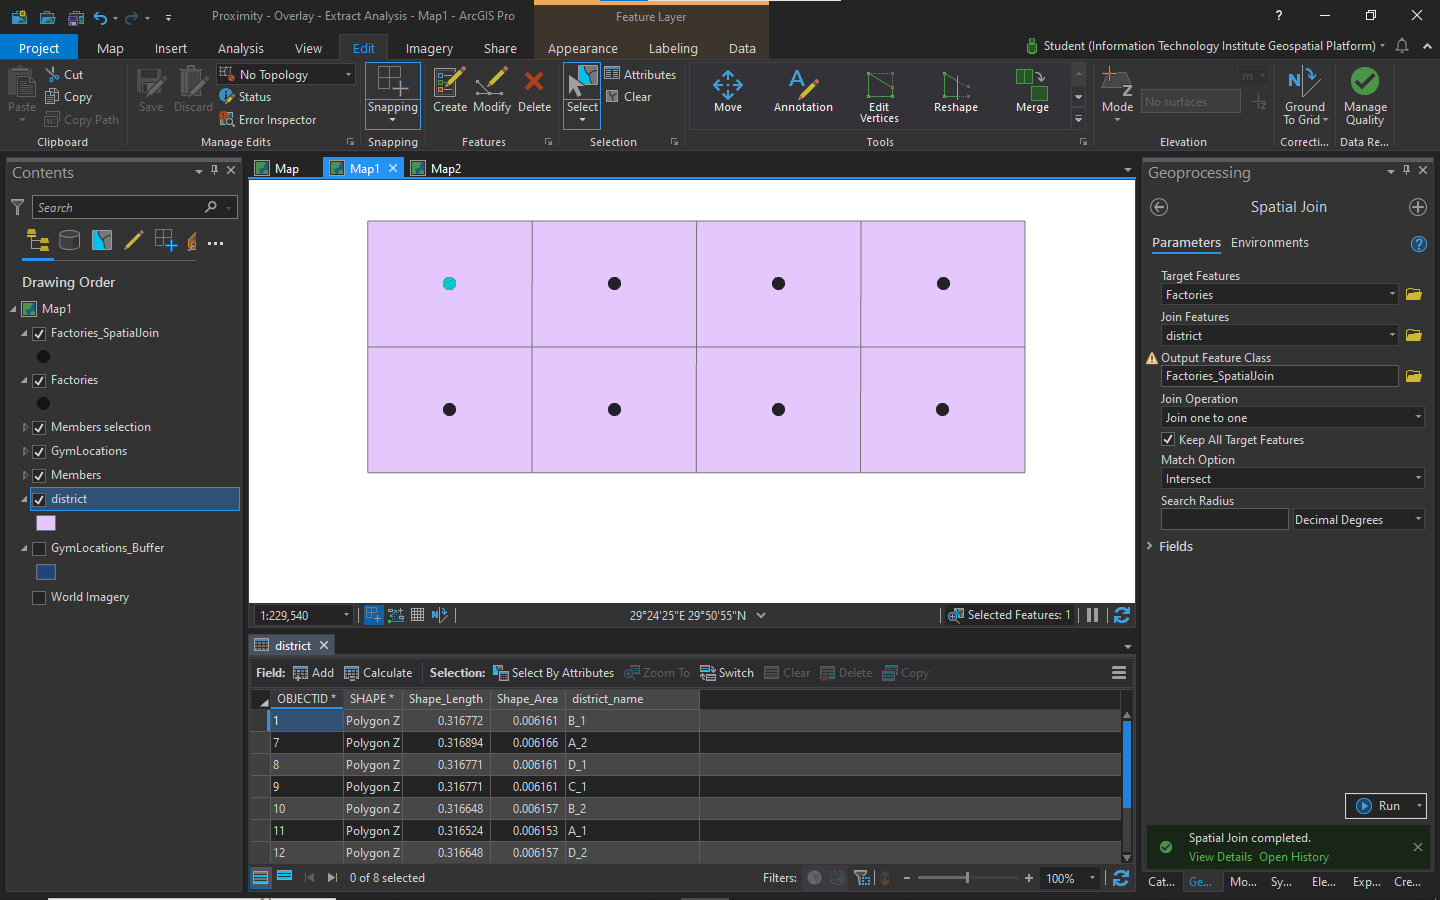 Proximity - Overlay - Extract Analysis - Map1 - ArcGIS Pro
Feature Layer
?
Project Map Insert Analysis View Edit Imagery Share Appearance Labeling Data
Student (Information Technology Institute Geospatial Platform)
Paste
Cut
Copy
Copy Path
Clipboard
Save
Discard
No Topology
Status
Error Inspector
Manage Edits
Snapping
Snapping
Create
Modify
Delete
Features
Select
Attributes
Clear
Selection
Move
Annotation
Edit
Vertices
Reshape
Merge
Tools
Mode
No surfaces
m
Elevation
Ground
To Grid
Correcti...
Manage
Quality
Data Re...
Contents
Search
Drawing Order
Map1
Factories_SpatialJoin
Factories
Members selection
GymLocations
Members
district
GymLocations_Buffer
World Imagery
Map
Map1
Map2
1:229,540
29°24'25"E 29°50'55"N
Selected Features: 1
district
Field: Add Calculate Selection: Select By Attributes Zoom To Switch Clear Delete Copy
OBJECTID * SHAPE * Shape_Length Shape_Area district_name
1 Polygon Z 0.316772 0.006161 B_1
7 Polygon Z 0.316894 0.006166 A_2
8 Polygon Z 0.316771 0.006161 D_1
9 Polygon Z 0.316771 0.006161 C_1
10 Polygon Z 0.316648 0.006157 B_2
11 Polygon Z 0.316524 0.006153 A_1
12 Polygon Z 0.316648 0.006157 D_2
0 of 8 selected
Filters:
100%
Geoprocessing
Spatial Join
Parameters Environments
?
Target Features
Factories
Join Features
district
Output Feature Class
Factories_SpatialJoin
Join Operation
Join one to one
Keep All Target Features
Match Option
Intersect
Search Radius
Decimal Degrees
Fields
Run
Spatial Join completed.
View Details Open History
Cat... Ge... Mo... Sy... Ele... Exp... Cre...